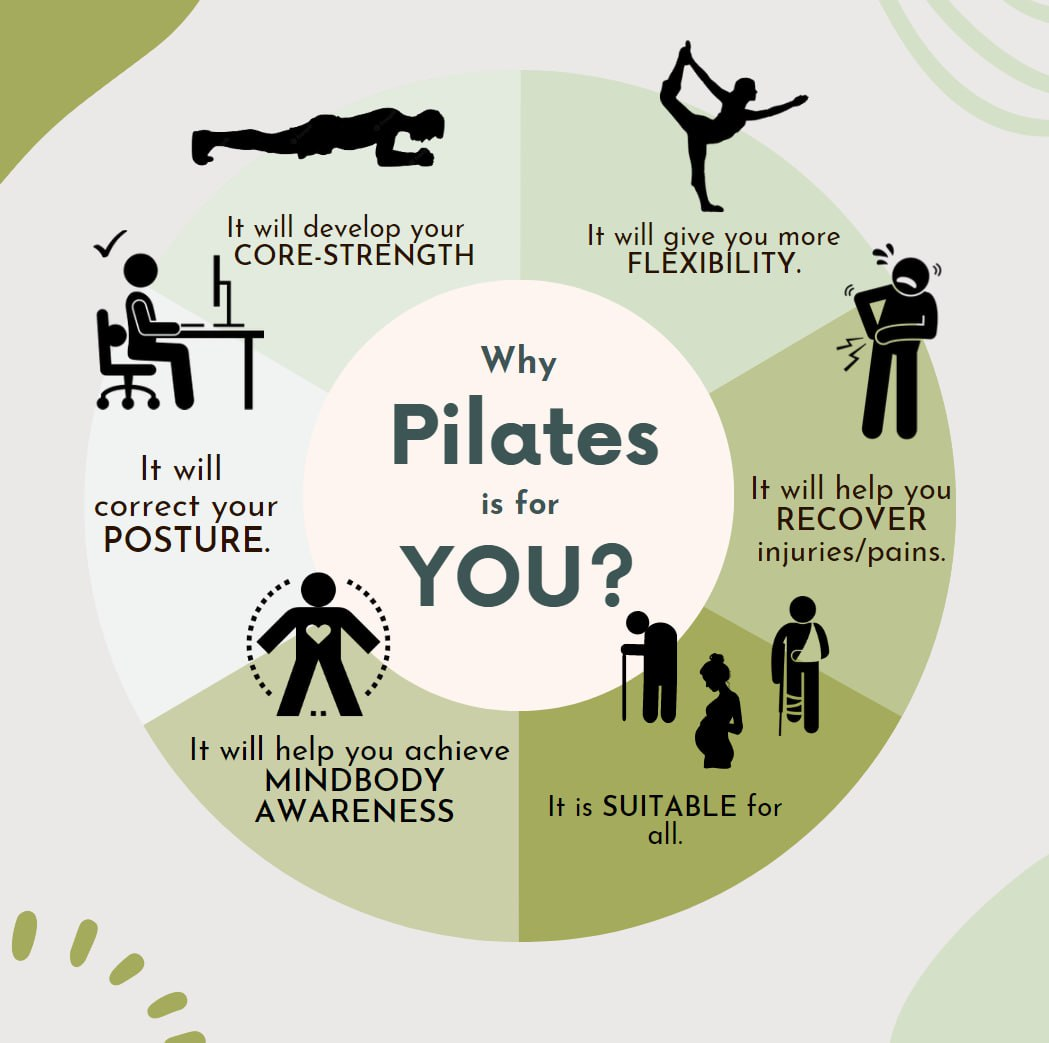 Why
Pilates
is for
YOU?
It will develop your
CORE-STRENGTH
It will give you more
FLEXIBILITY.
It will help you
RECOVER
injuries/pains.
It is SUITABLE for
all.
It will help you achieve
MINDBODY
AWARENESS
It will
correct your
POSTURE.